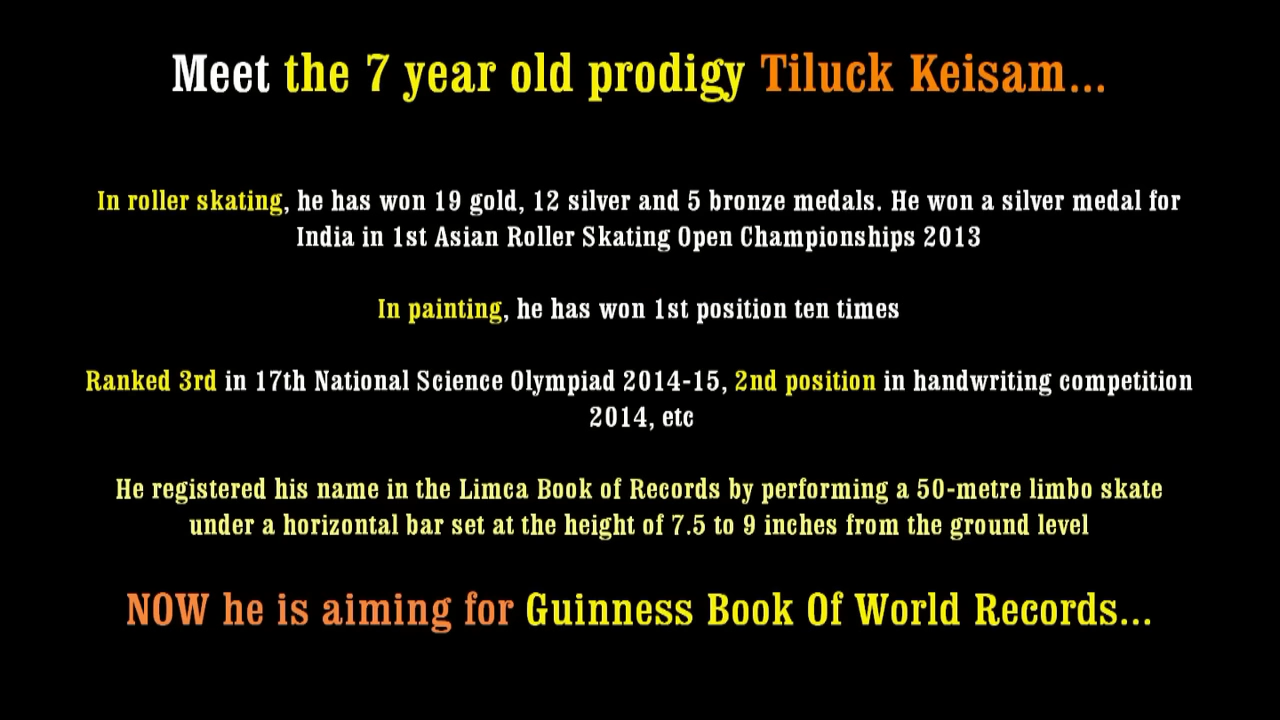 Meet the 7 year old prodigy Tiluck Keisam...
In roller skating, he has won 19 gold, 12 silver and 5 bronze medals. He won a silver medal for
India in 1st Asian Roller Skating Open Championships 2013
In painting, he has won 1st position ten times
Ranked 3rd in 17th National Science Olympiad 2014-15, 2nd position in handwriting competition
2014, etc
He registered his name in the Limca Book of Records by performing a 50-metre limbo skate
under a horizontal bar set at the height of 7.5 to 9 inches from the ground level
NOW he is aiming for Guinness Book Of World Records...